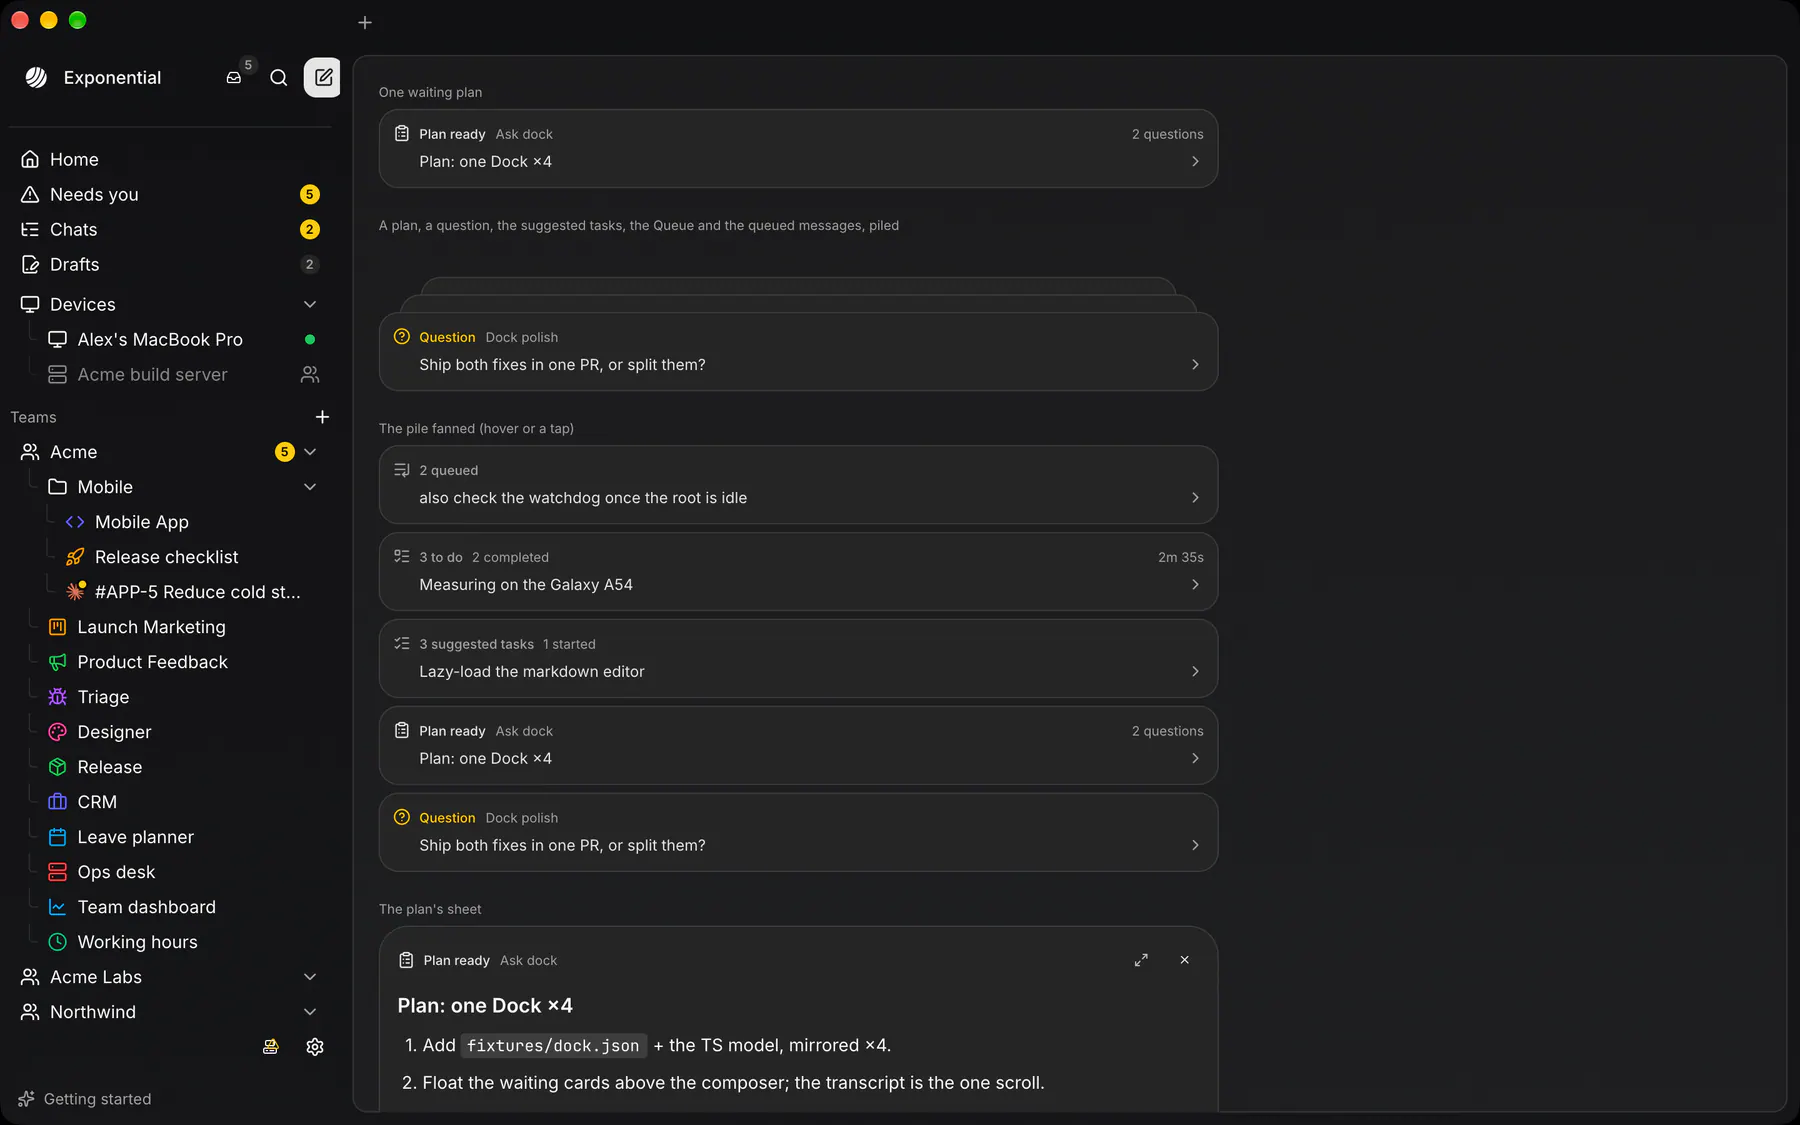 5
Exponential
Home
Needs you 5
Chats 2
Drafts 2
Devices
Alex's MacBook Pro
Acme build server
Teams
Acme 5
Mobile
Mobile App
Release checklist
#APP-5 Reduce cold st...
Launch Marketing
Product Feedback
Triage
Designer
Release
CRM
Leave planner
Ops desk
Team dashboard
Working hours
Acme Labs
Northwind
Getting started
One waiting plan
Plan ready Ask dock 2 questions
Plan: one Dock ×4
A plan, a question, the suggested tasks, the Queue and the queued messages, piled
Question Dock polish
Ship both fixes in one PR, or split them?
The pile fanned (hover or a tap)
2 queued
also check the watchdog once the root is idle
3 to do 2 completed 2m 35s
Measuring on the Galaxy A54
3 suggested tasks 1 started
Lazy-load the markdown editor
Plan ready Ask dock 2 questions
Plan: one Dock ×4
Question Dock polish
Ship both fixes in one PR, or split them?
The plan's sheet
Plan ready Ask dock
Plan: one Dock ×4
1. Add fixtures/dock.json + the TS model, mirrored ×4.
2. Float the waiting cards above the composer; the transcript is the one scroll.